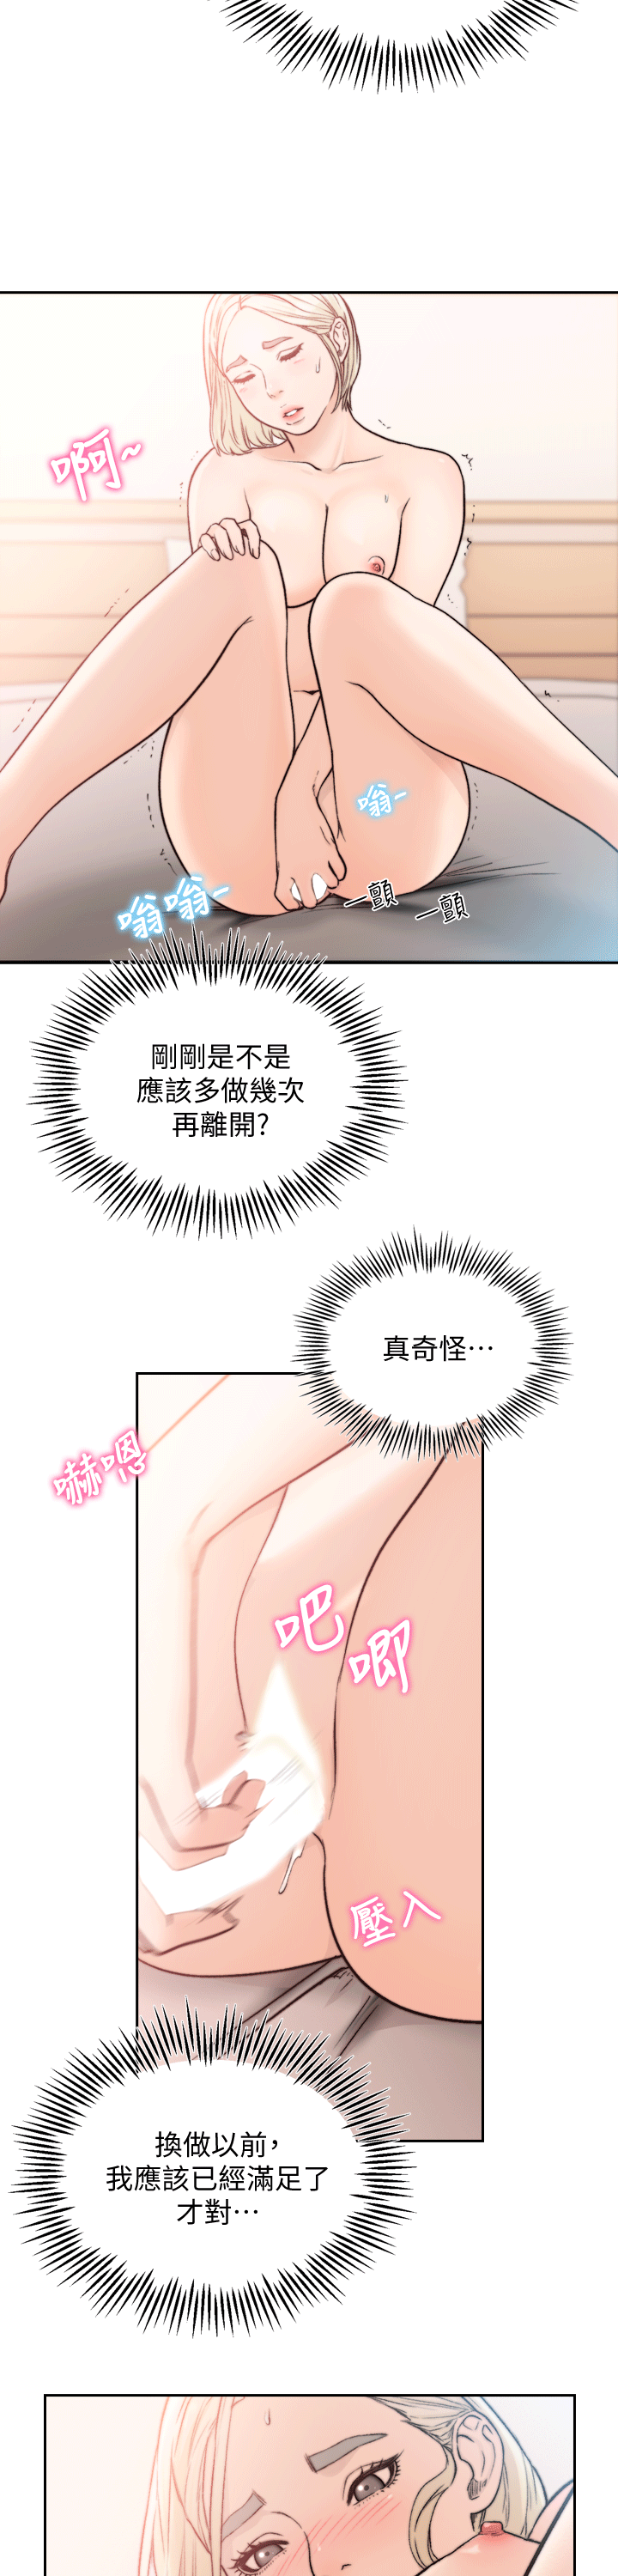 啊~
嗡~
嗡嗡~
一顫
一顫
剛剛是不是
應該多做幾次
再離開?
真奇怪…
嚇嗯
吧唧
壓入
換做以前,
我應該已經滿足了
才對…